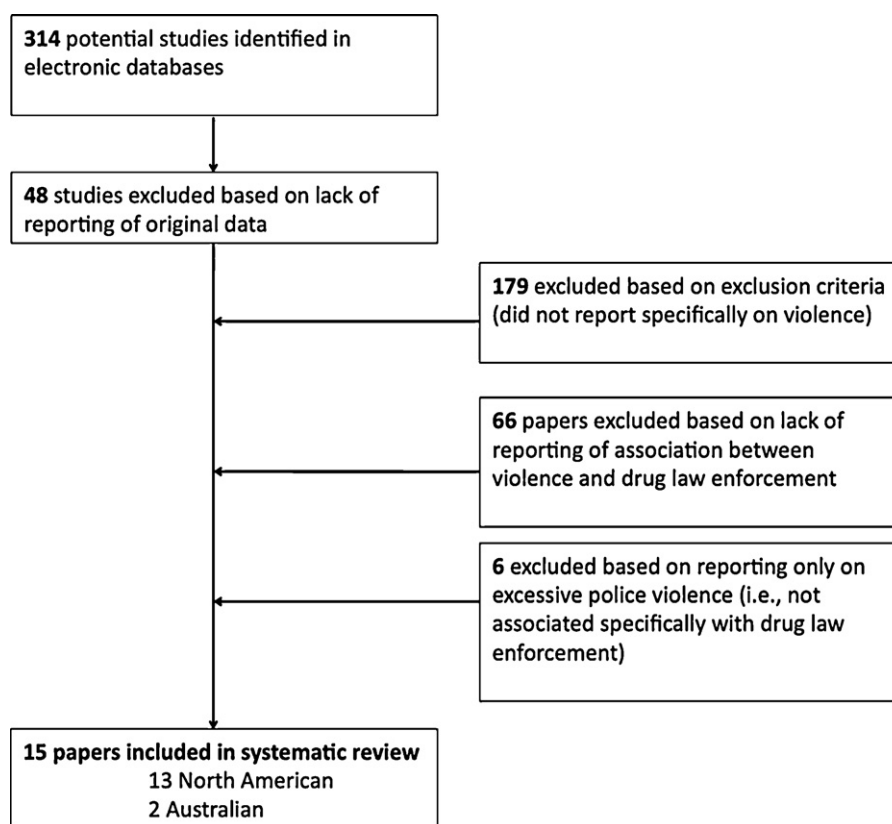 314 potential studies identified in
electronic databases
48 studies excluded based on lack of
reporting of original data
179 excluded based on exclusion criteria
(did not report specifically on violence)
66 papers excluded based on lack of
reporting of association between
violence and drug law enforcement
6 excluded based on reporting only on
excessive police violence (i.e., not
associated specifically with drug law
enforcement)
15 papers included in systematic review
13 North American
2 Australian